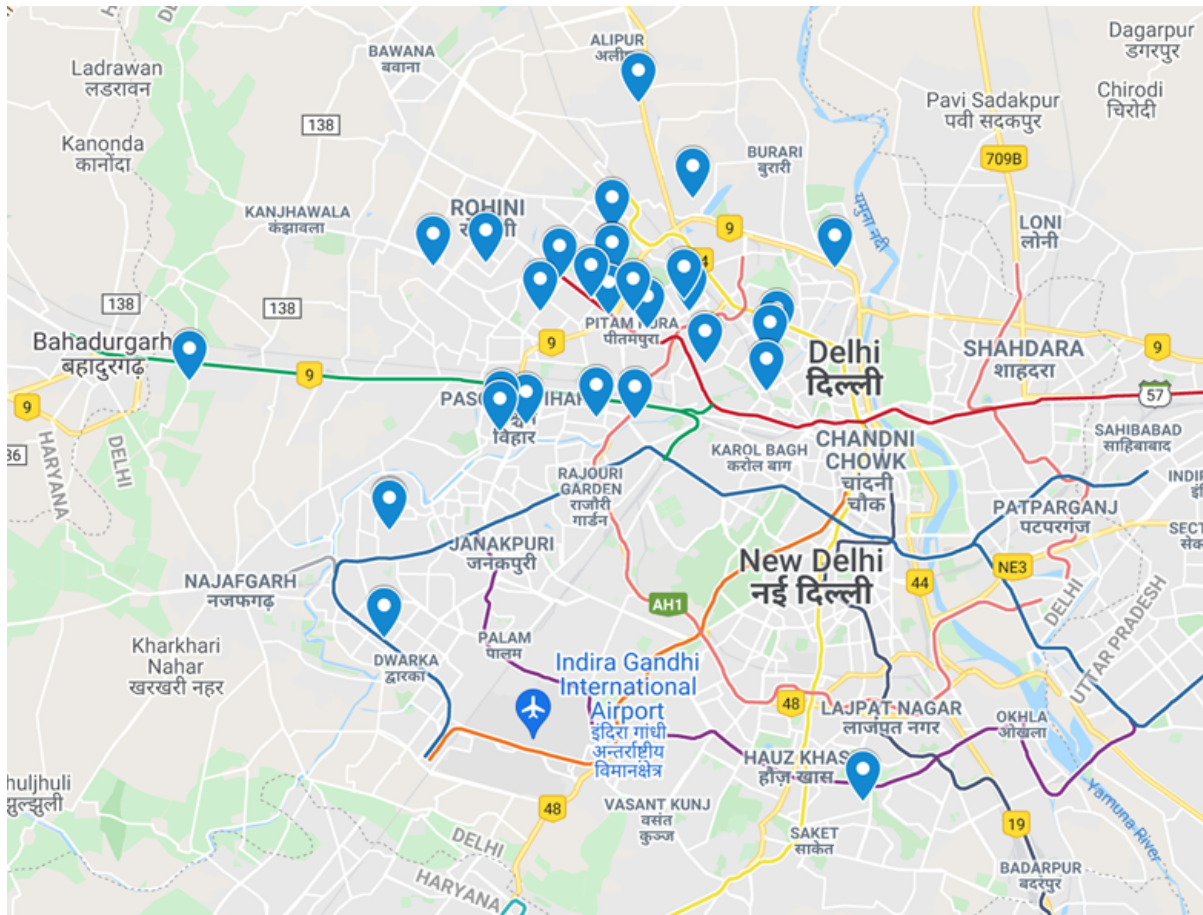 Dagarpur
डगरपुर
ALIPUR
BAWANA
बवाना
Ladrawan
लडरावन
Chirodi
चिरोदी
Pavi Sadakpur
पवी सदकपुर
138
Kanonda
कानोंदा
BURARI
बुरारी
709B
यमुना नदी
ROHINI
KANJHAWALA
कंझावला
LONI
लोनी
9
138
138
PITAM
पीतमपुरा
Bahadurgarh
बहादुरगढ़
9
Delhi
दिल्ली
SHAHDARA
शाहदरा
9
9
57
9
विहार
SAHIBABAD
साहिबाबाद
HARYANA
DELHI
KAROL BAGH
करोल बाग
CHANDNI
CHOWK
चांदनी
चौक
RAJOURI
GARDEN
राजौरी
गार्डन
PATPARGANJ
पटपरगंज
JANAKPURI
जनकपुरी
New Delhi
नई दिल्ली
NAJAFGARH
नजफगढ़
NE3
44
AH1
DELHI
UTTAR PRADESH
Kharkhari
Nahar
खरखरी नहर
PALAM
पालम
DWARKA
द्वारका
Indira Gandhi
International
Airport
इंदिरा गांधी
अन्तर्राष्ट्रीय
विमानक्षेत्र
48
LAJPAT NAGAR
लाजपत नगर
OKHLA
ओखला
HAUZ KHAS
हौज़ खास
48
VASANT KUNJ
वसंत
कुञ्ज
SAKET
साकेत
19
Yamuna River
DELHI
HARYANA
BADARPUR
बदरपुर